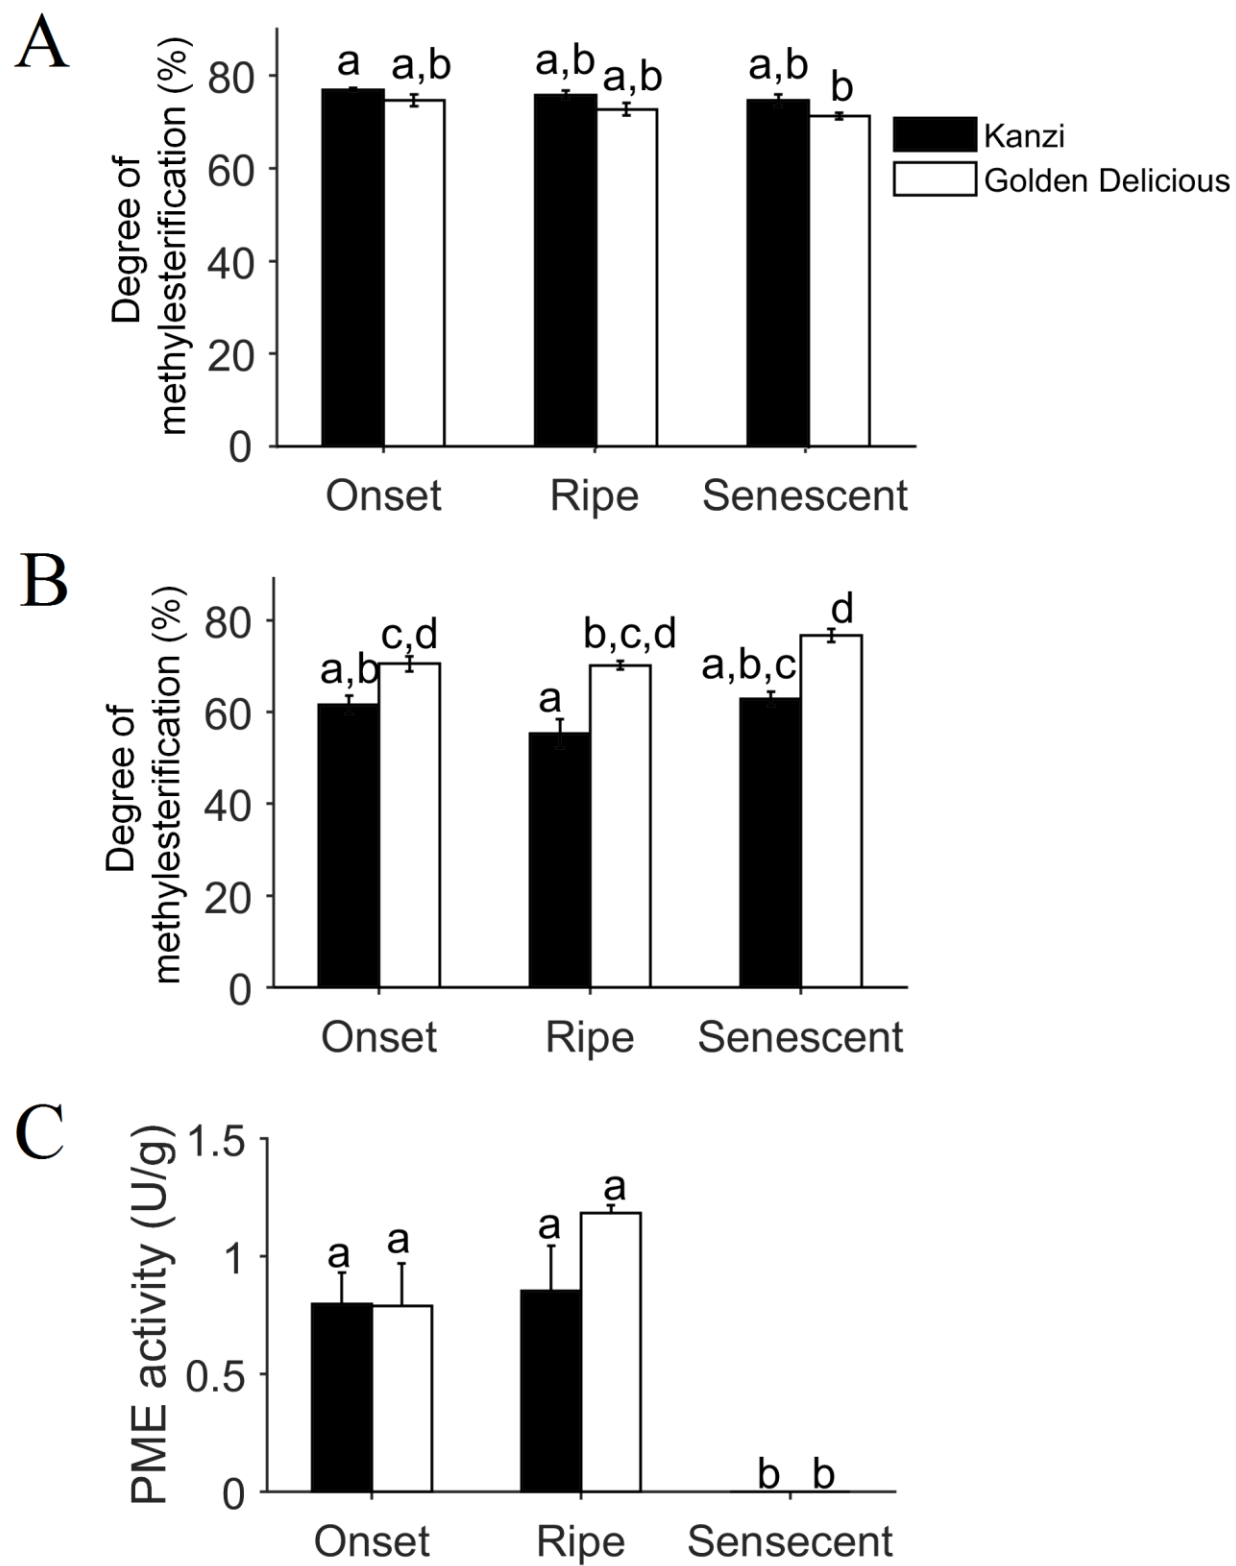 A
Degree of
methylesterification (%)
80
60
40
20
0
a
a,b
a,b
a,b
a,b
b
Kanzi
Golden Delicious
Onset
Ripe
Senescent
B
Degree of
methylesterification (%)
80
60
40
20
0
a,b
c,d
a
b,c,d
a,b,c
d
Onset
Ripe
Senescent
C
PME activity (U/g)
1.5
1
0.5
0
a
a
a
a
b
b
Onset
Ripe
Sensecent